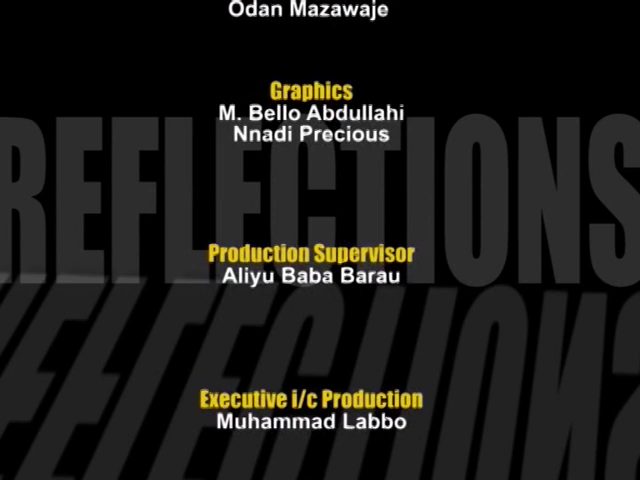 Odan Mazawaje
Graphics
M. Bello Abdullahi
Nnadi Precious
REFLECTIONS
Production Supervisor
Aliyu Baba Barau
Executive i/c Production
Muhammad Labbo